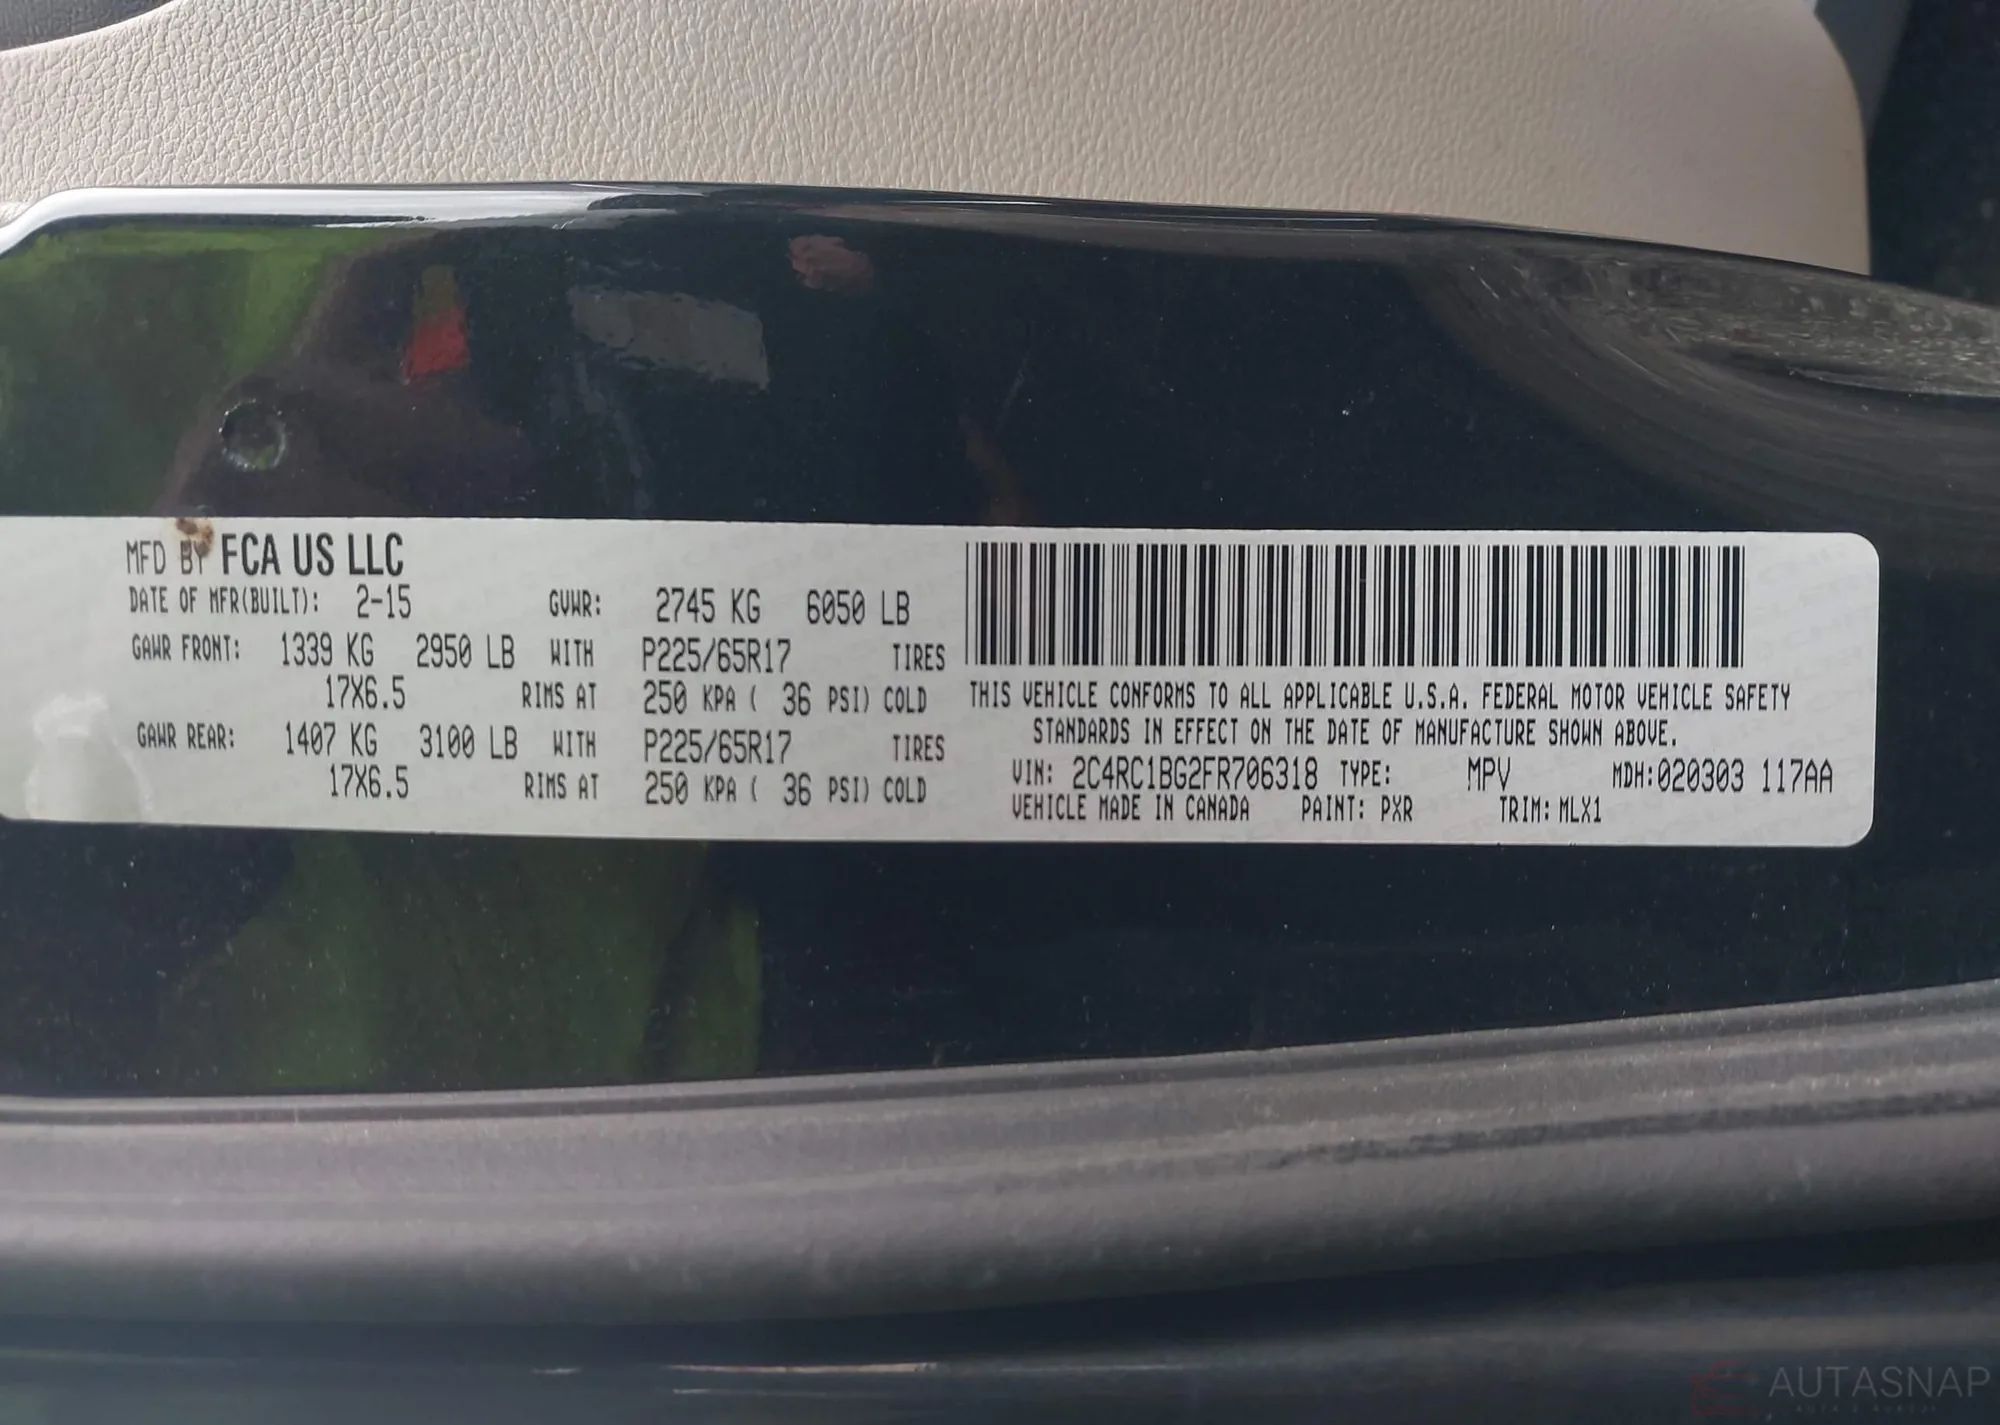 MFD BY FCA US LLC
DATE OF MFR(BUILT): 2-15 GVWR: 2745 KG 6050 LB
GAWR FRONT: 1339 KG 2950 LB WITH P225/65R17 TIRES
17X6.5 RIMS AT 250 KPA ( 36 PSI) COLD
GAWR REAR: 1407 KG 3100 LB WITH P225/65R17 TIRES
17X6.5 RIMS AT 250 KPA ( 36 PSI) COLD
THIS VEHICLE CONFORMS TO ALL APPLICABLE U.S.A. FEDERAL MOTOR VEHICLE SAFETY
STANDARDS IN EFFECT ON THE DATE OF MANUFACTURE SHOWN ABOVE.
VIN: 2C4RC1BG2FR706318 TYPE: MPV MDH:020303 117AA
VEHICLE MADE IN CANADA PAINT: PXR TRIM: MLX1
AUTASNAP